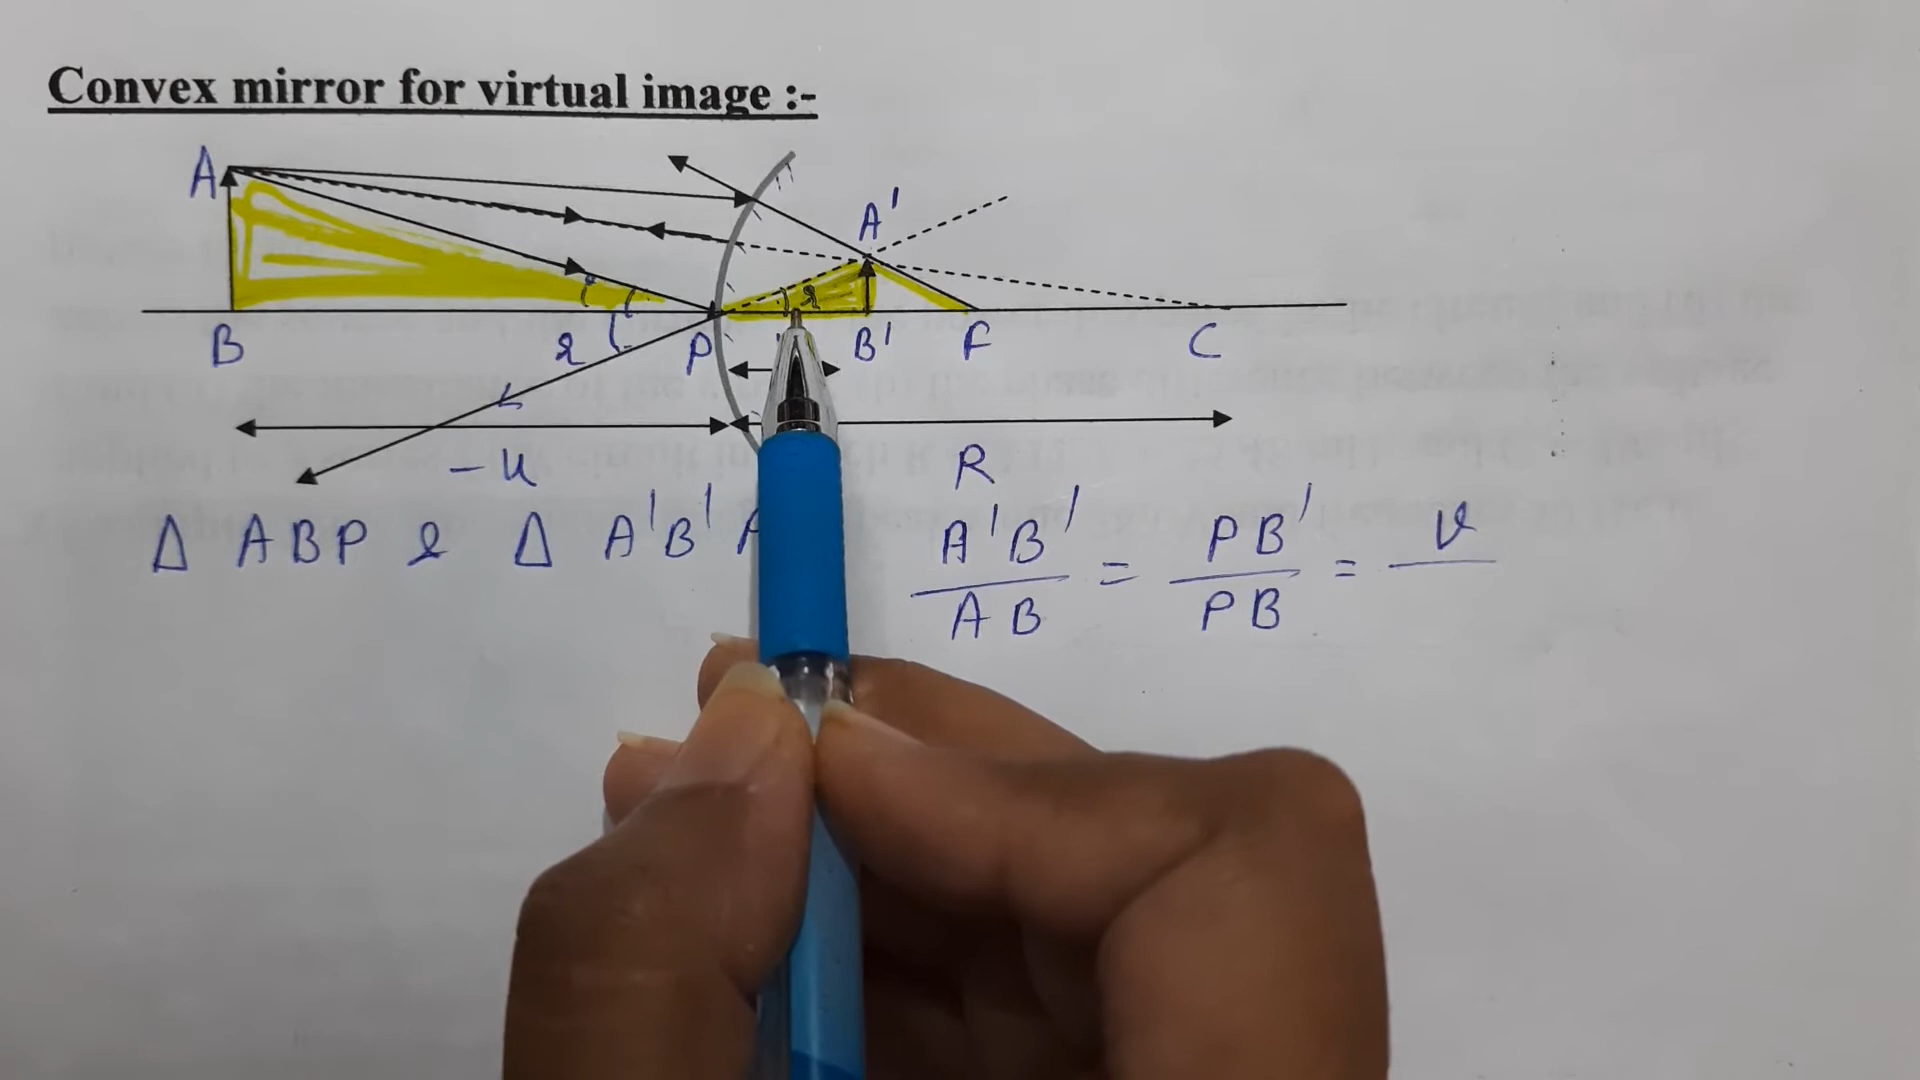 Convex mirror for virtual image :-
A A'
B r P r B' F C
-u R
Δ ABP & Δ A'B' A'B'/AB = PB'/PB = v/